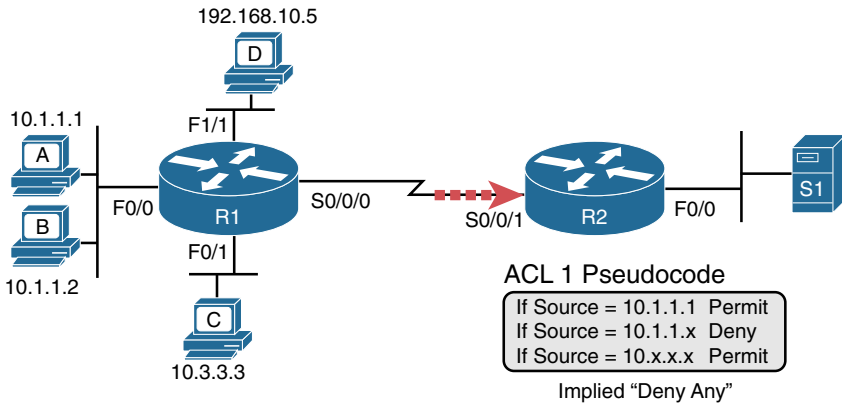 192.168.10.5
D
F1/1
10.1.1.1
A
F0/0
R1
S0/0/0
S0/0/1
R2
F0/0
S1
B
10.1.1.2
F0/1
C
10.3.3.3
ACL 1 Pseudocode
If Source = 10.1.1.1 Permit
If Source = 10.1.1.x Deny
If Source = 10.x.x.x Permit
Implied “Deny Any”